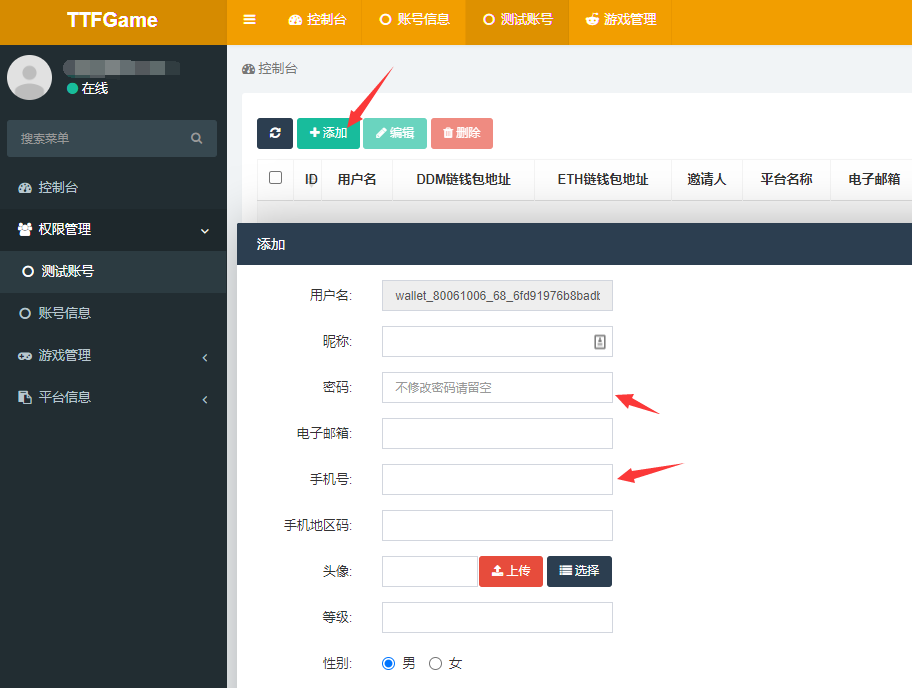 TTFGame
控制台 账号信息 测试账号 游戏管理
在线
搜索菜单
控制台
权限管理
测试账号
账号信息
游戏管理
平台信息
控制台
添加 编辑 删除
ID 用户名 DDM链钱包地址 ETH链钱包地址 邀请人 平台名称 电子邮箱
添加
用户名: wallet_80061006_68_6fd91976b8badb
昵称:
密码: 不修改密码请留空
电子邮箱:
手机号:
手机地区码:
头像: 上传 选择
等级:
性别: 男 女